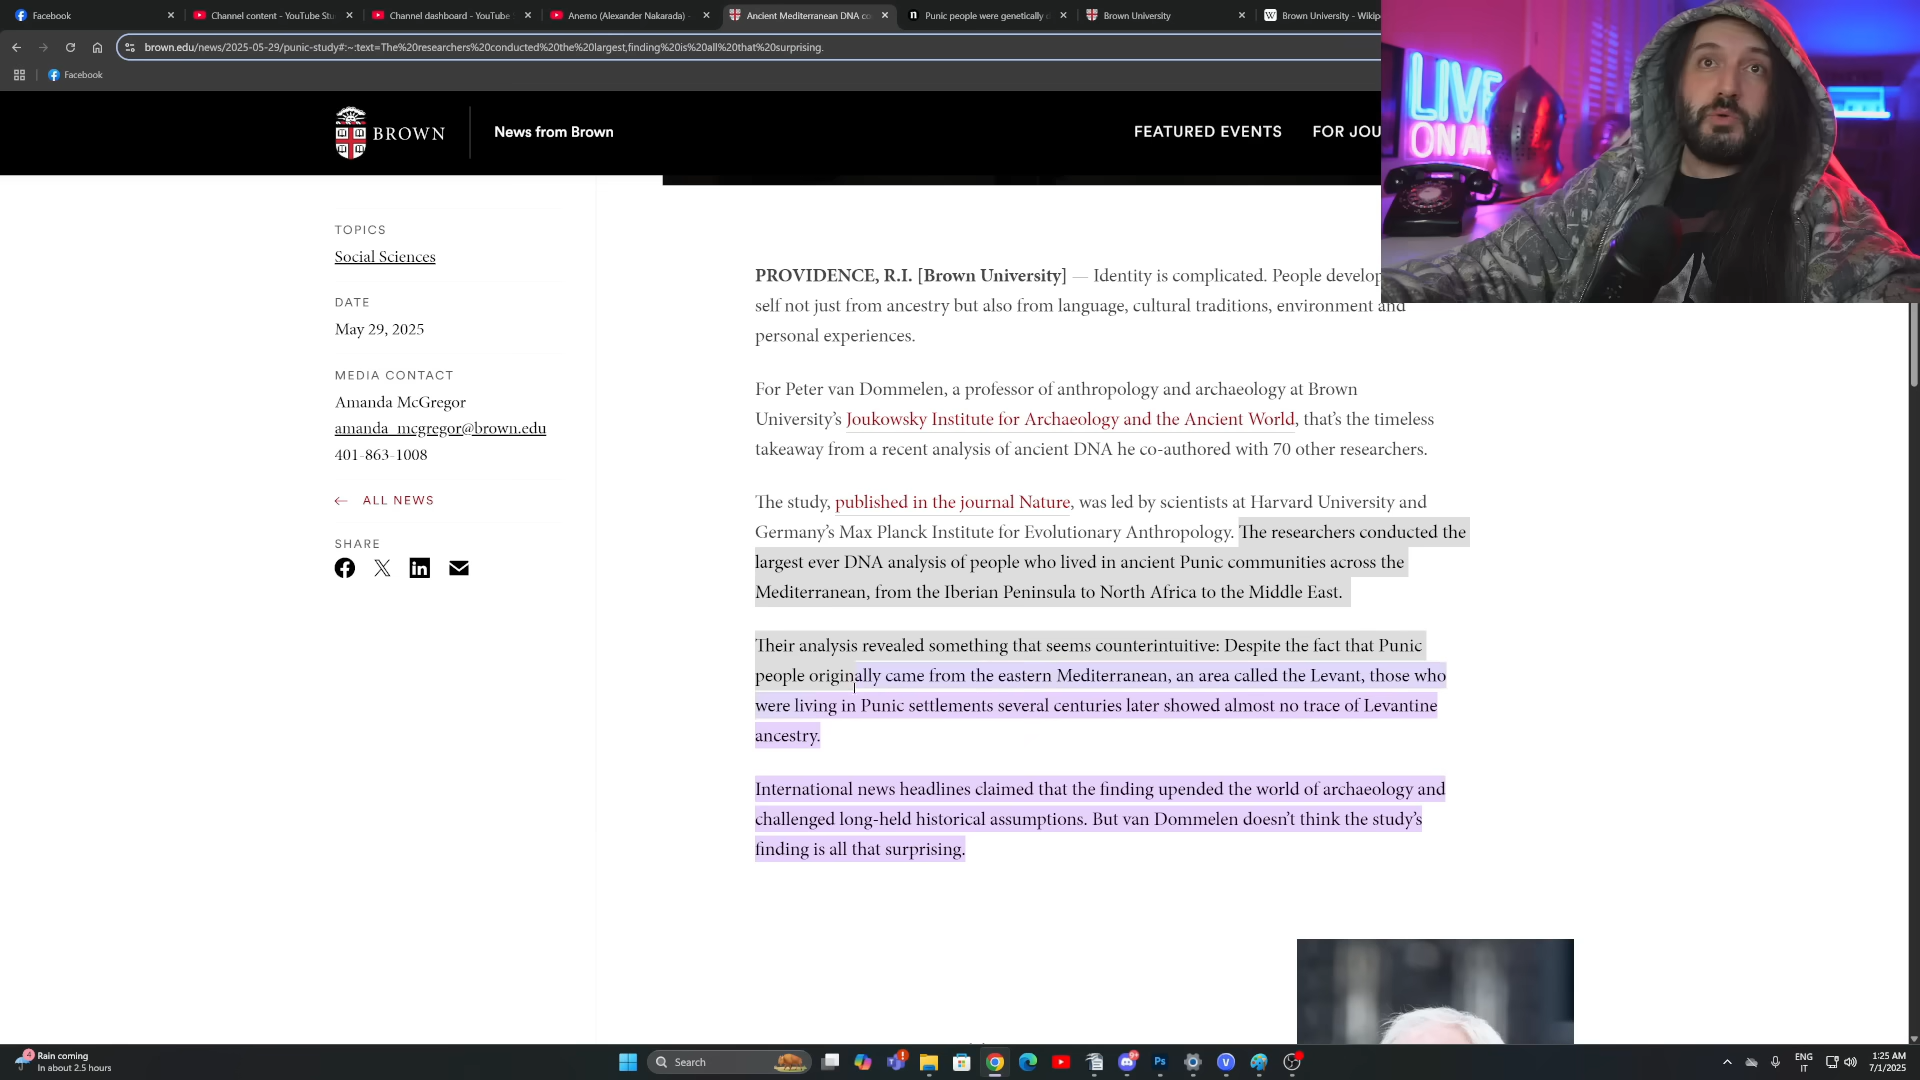 Facebook
Channel content - YouTube Stu
Channel dashboard - YouTube
Anemo (Alexander Nakarada) -
Ancient Mediterranean DNA co
Punic people were genetically d
Brown University
Brown University - Wikipe
brown.edu/news/2025-05-29/punic-study#:~:text=The%20researchers%20conducted%20the%20largest,finding%20is%20all%20that%20surprising.
Facebook
LIVE
ON AI
BROWN
News from Brown
FEATURED EVENTS
FOR JOU
TOPICS
Social Sciences
DATE
May 29, 2025
MEDIA CONTACT
Amanda McGregor
amanda_mcgregor@brown.edu
401-863-1008
← ALL NEWS
SHARE
PROVIDENCE, R.I. [Brown University] — Identity is complicated. People develop
self not just from ancestry but also from language, cultural traditions, environment and
personal experiences.
For Peter van Dommelen, a professor of anthropology and archaeology at Brown
University’s Joukowsky Institute for Archaeology and the Ancient World, that’s the timeless
takeaway from a recent analysis of ancient DNA he co-authored with 70 other researchers.
The study, published in the journal Nature, was led by scientists at Harvard University and
Germany’s Max Planck Institute for Evolutionary Anthropology. The researchers conducted the
largest ever DNA analysis of people who lived in ancient Punic communities across the
Mediterranean, from the Iberian Peninsula to North Africa to the Middle East.
Their analysis revealed something that seems counterintuitive: Despite the fact that Punic
people originally came from the eastern Mediterranean, an area called the Levant, those who
were living in Punic settlements several centuries later showed almost no trace of Levantine
ancestry.
International news headlines claimed that the finding upended the world of archaeology and
challenged long-held historical assumptions. But van Dommelen doesn’t think the study’s
finding is all that surprising.
Rain coming
In about 2.5 hours
Search
ENG
IT
1:25 AM
7/1/2025